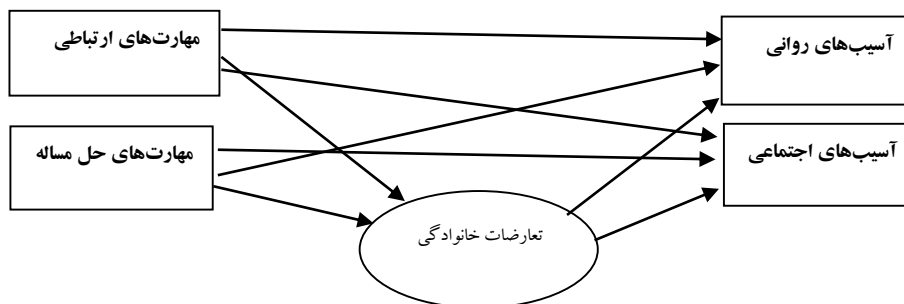 مهارت‌های ارتباطی
آسیب‌های روانی
مهارت‌های حل مساله
آسیب‌های اجتماعی
تعارضات خانوادگی